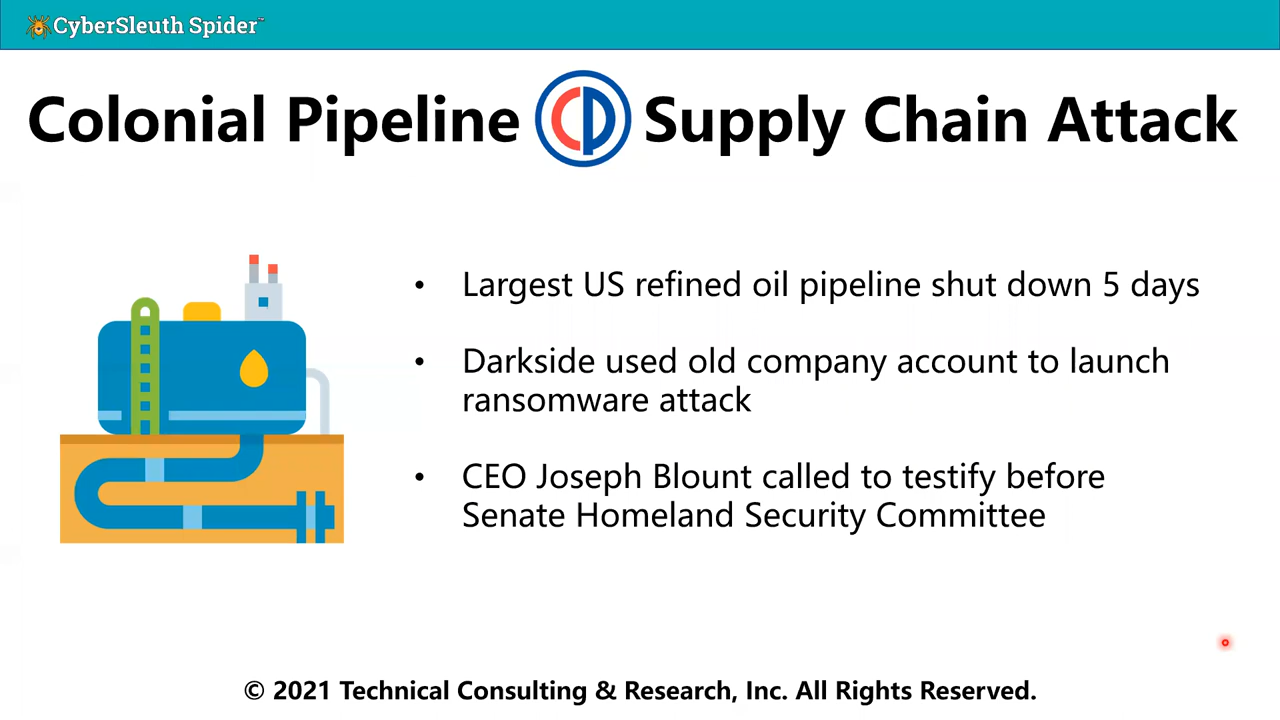 CyberSleuth Spider™
Colonial Pipeline CP Supply Chain Attack
• Largest US refined oil pipeline shut down 5 days
• Darkside used old company account to launch
ransomware attack
• CEO Joseph Blount called to testify before
Senate Homeland Security Committee
© 2021 Technical Consulting & Research, Inc. All Rights Reserved.